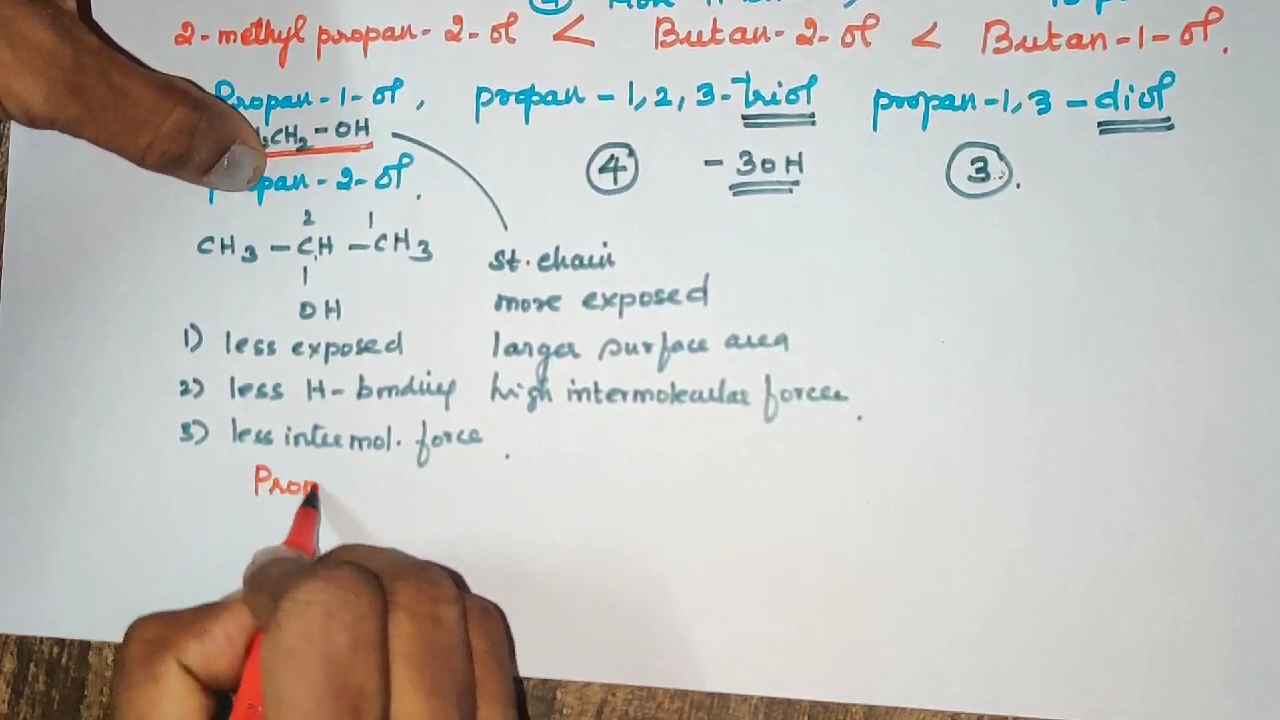 2-methyl propan-2-ol < Butan-2-ol < Butan-1-ol.
Propan-1-ol, propan-1,2,3-triol propan-1,3-diol
CH₂-OH
④ -3OH ③.
-2-ol.
2 1
CH₃-CH-CH₃
st. chain
OH more exposed
1) less exposed larger surface area
2) less H-bonding high intermolecular forces.
3) less intermol. force.